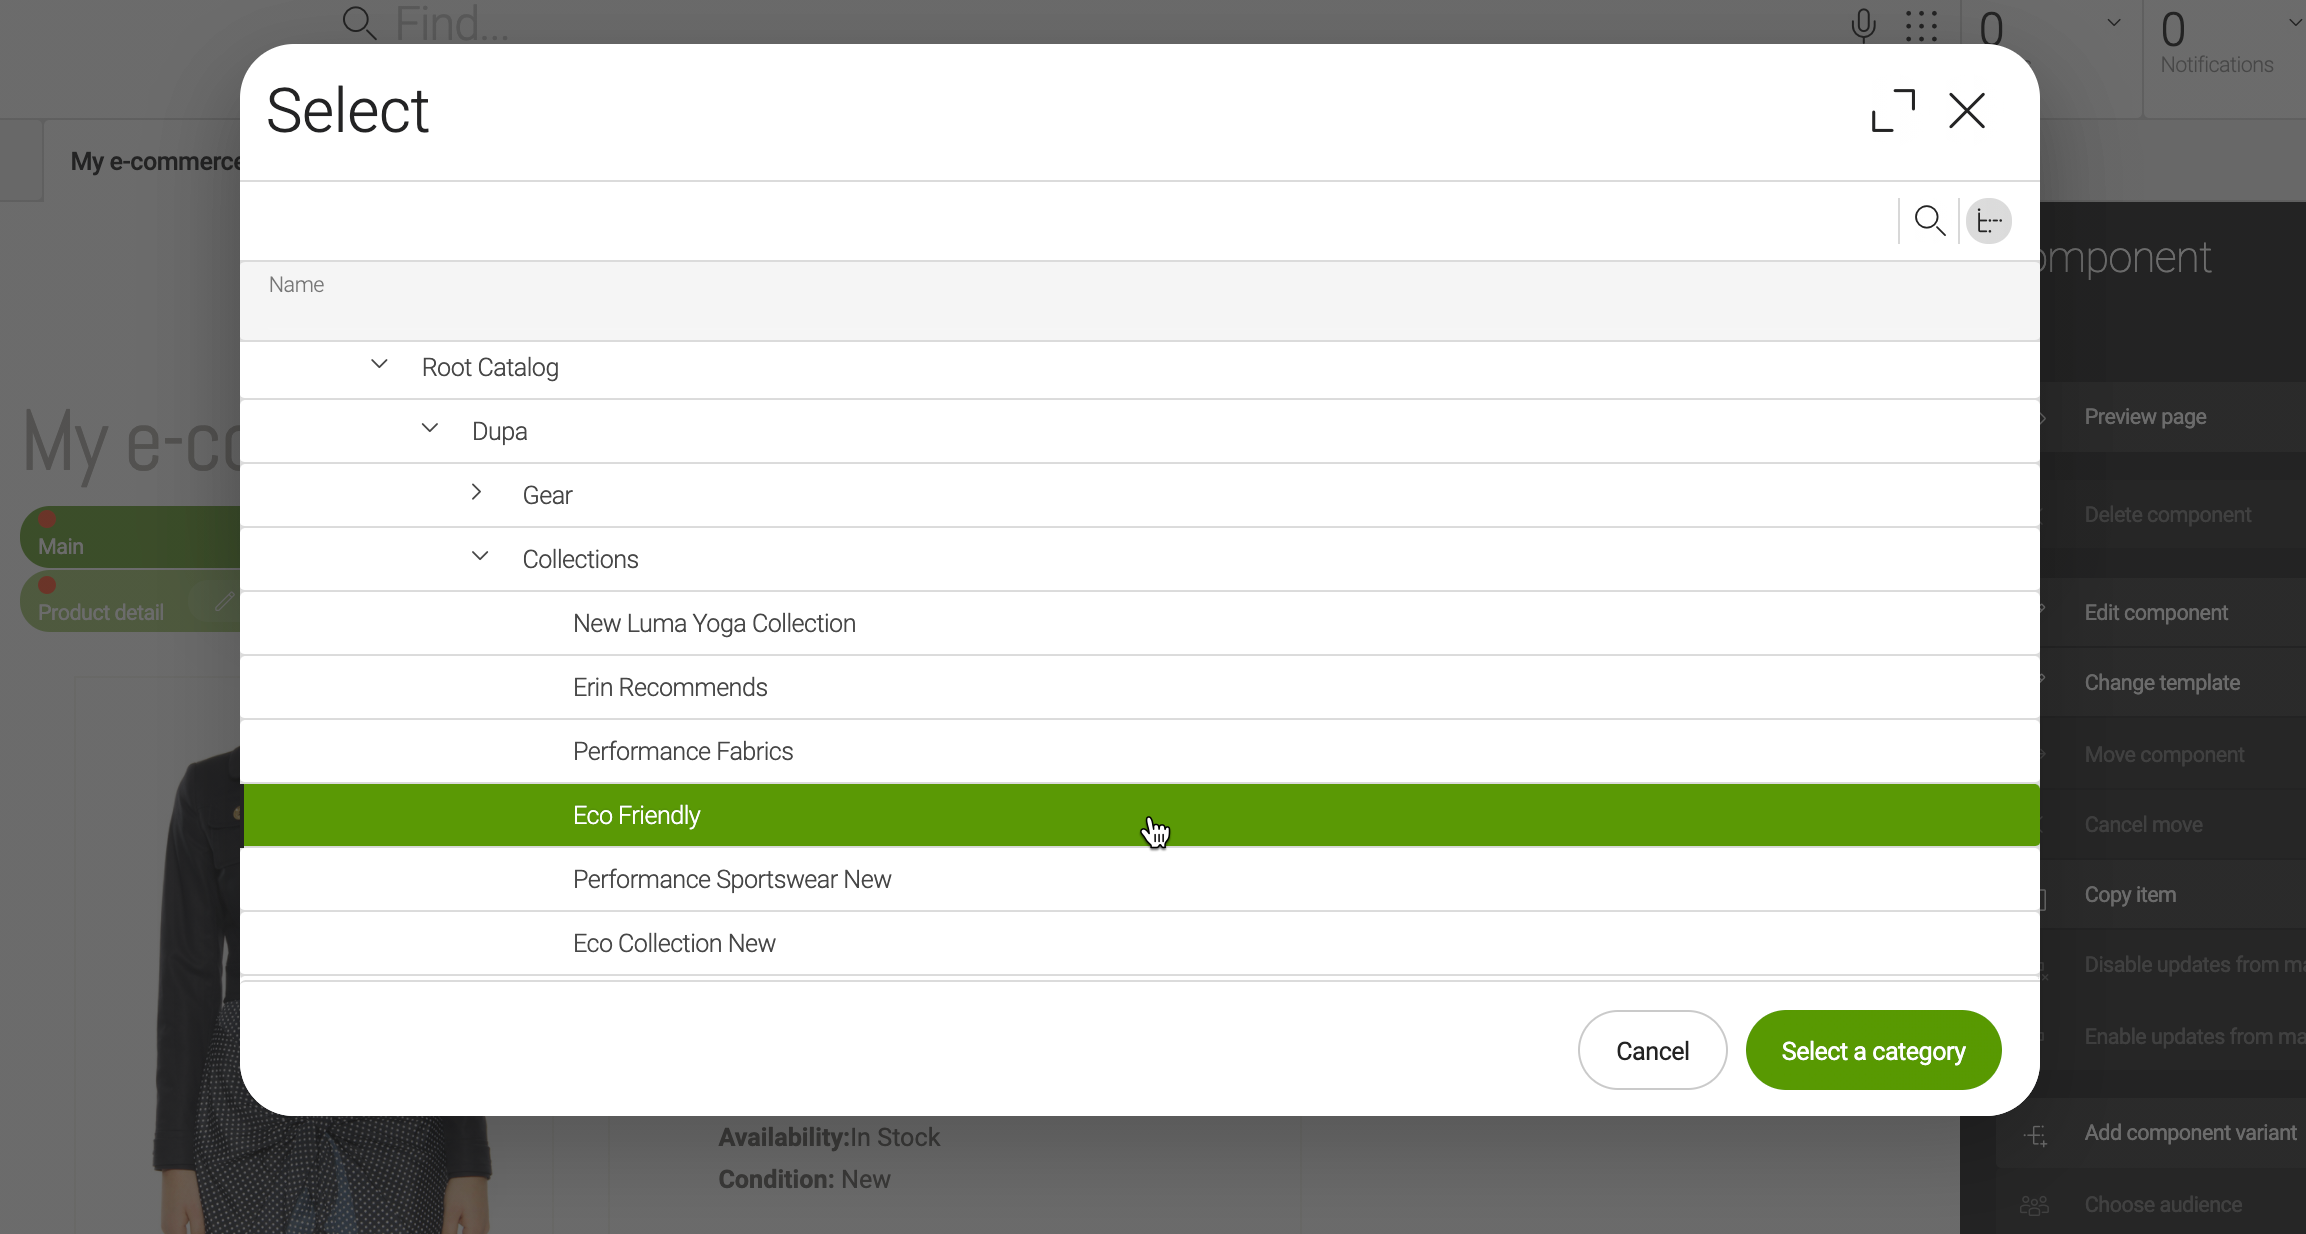 Find...
0
0
Notifications
Select
My e-commerce
omponent
Name
Root Catalog
Dupa
Gear
Collections
New Luma Yoga Collection
Erin Recommends
Performance Fabrics
Eco Friendly
Performance Sportswear New
Eco Collection New
Cancel
Select a category
My e-co
Main
Product detail
Preview page
Delete component
Edit component
Change template
Move component
Cancel move
Copy item
Disable updates from ma
Enable updates from ma
Add component variant
Choose audience
Availability:In Stock
Condition: New